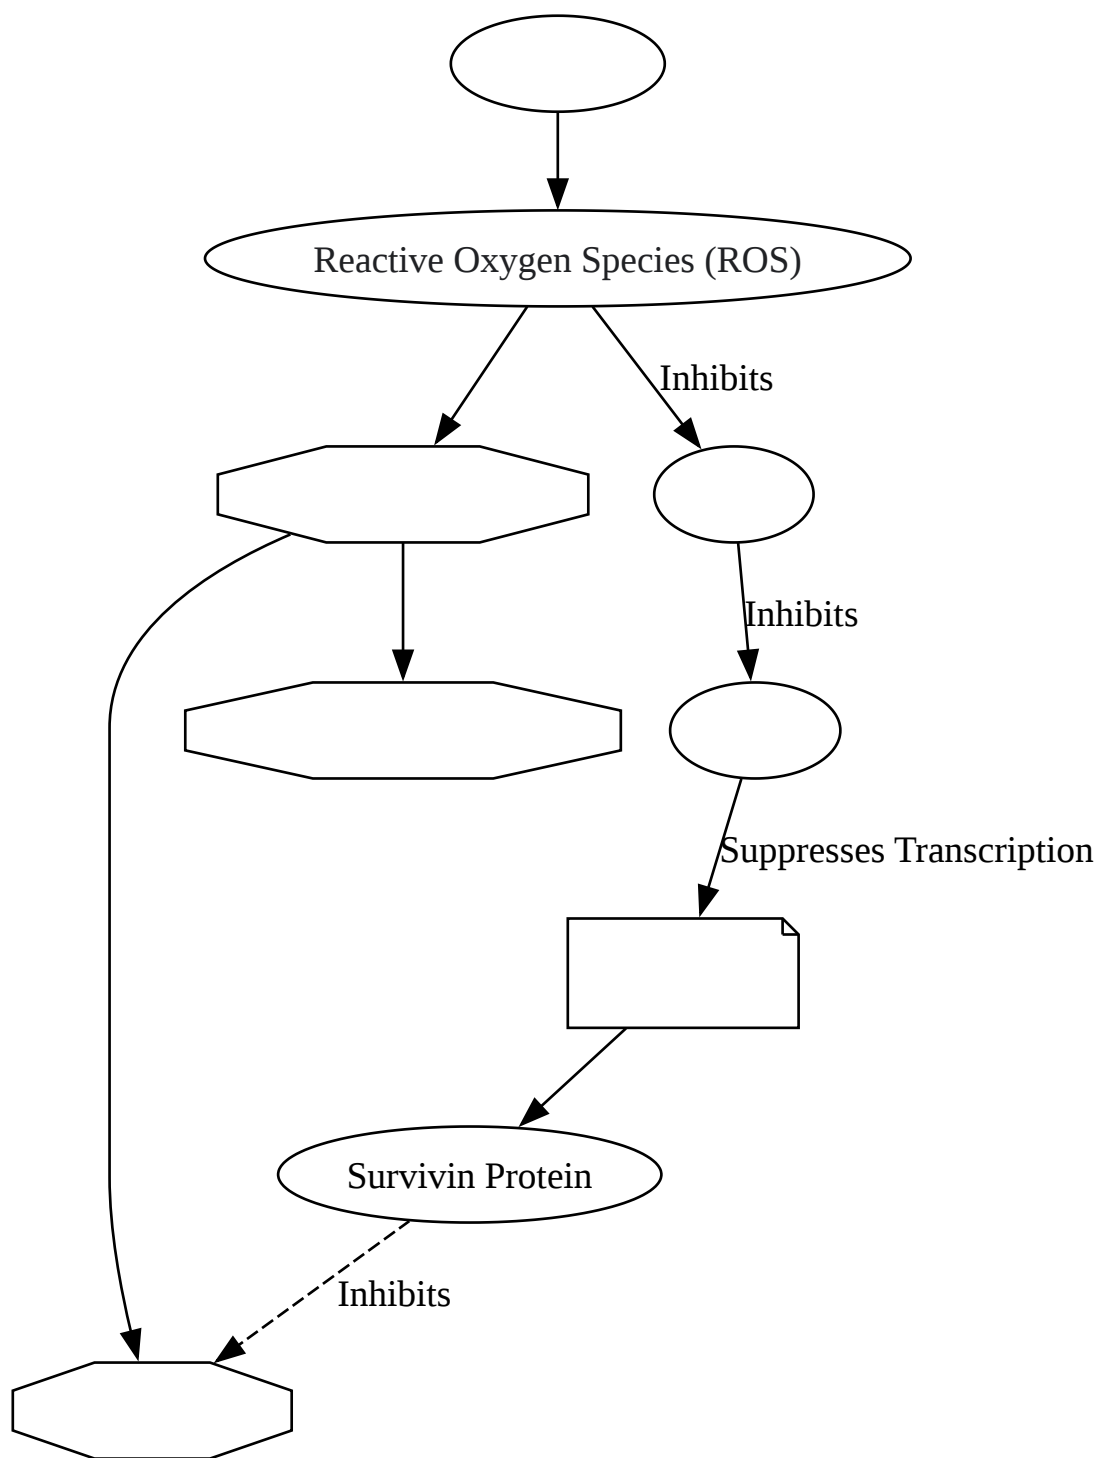 Reactive Oxygen Species (ROS)
Inhibits
Inhibits
Suppresses Transcription
Survivin Protein
Inhibits